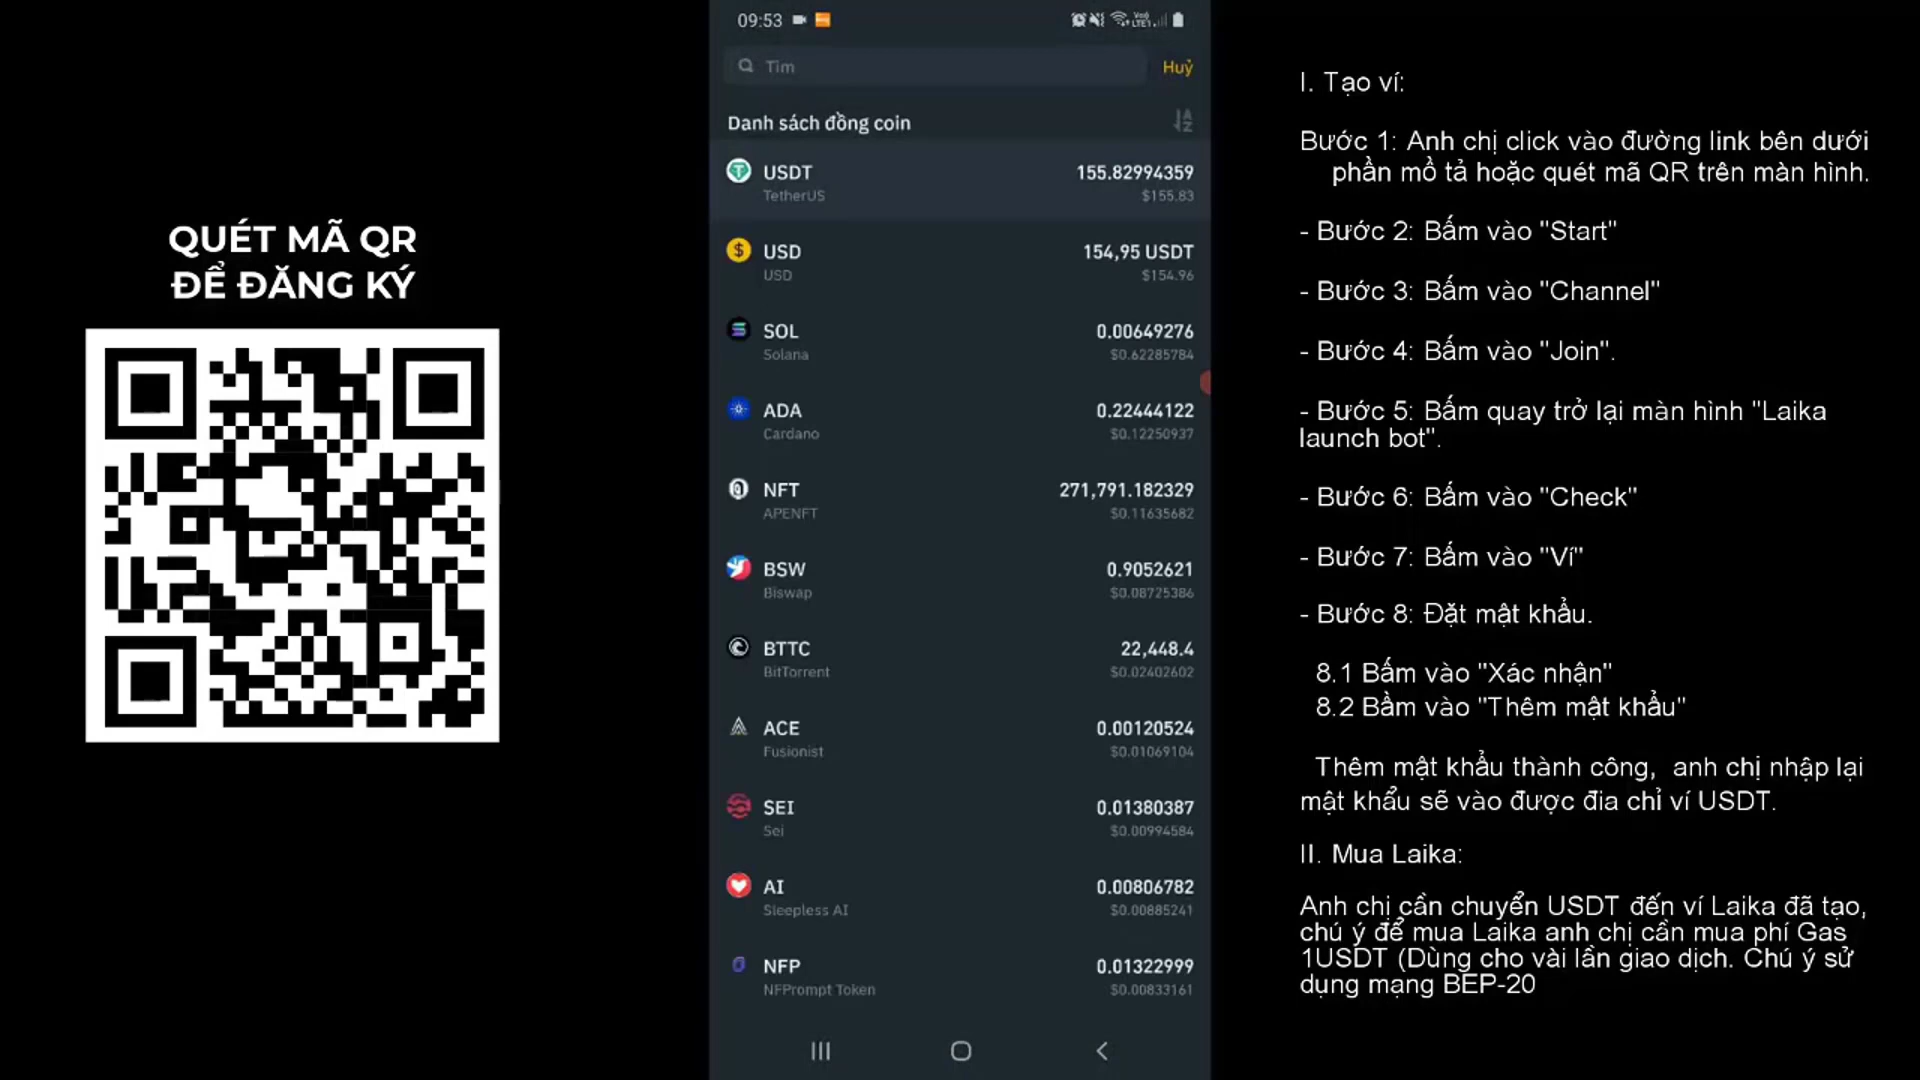 QUÉT MÃ QR
ĐỂ ĐĂNG KÝ
09:53
Tìm
Huỷ
Danh sách đồng coin
USDT 155.82994359
TetherUS $155.83
USD 154,95 USDT
USD $154.96
SOL 0.00649276
Solana $0.62285784
ADA 0.22444122
Cardano $0.12250937
NFT 271,791.182329
APENFT $0.11635682
BSW 0.9052621
Biswap $0.08725386
BTTC 22,448.4
BitTorrent $0.02402602
ACE 0.00120524
Fusionist $0.01069104
SEI 0.01380387
Sei $0.00994584
AI 0.00806782
Sleepless AI $0.00885241
NFP 0.01322999
NFPrompt Token $0.00833161
I. Tạo ví:
Bước 1: Anh chị click vào đường link bên dưới
phần mô tả hoặc quét mã QR trên màn hình.
- Bước 2: Bấm vào "Start"
- Bước 3: Bấm vào "Channel"
- Bước 4: Bấm vào "Join".
- Bước 5: Bấm quay trở lại màn hình "Laika
launch bot".
- Bước 6: Bấm vào "Check"
- Bước 7: Bấm vào "Ví"
- Bước 8: Đặt mật khẩu.
8.1 Bấm vào "Xác nhận"
8.2 Bầm vào "Thêm mật khẩu"
Thêm mật khẩu thành công, anh chị nhập lại
mật khẩu sẽ vào được đia chỉ ví USDT.
II. Mua Laika:
Anh chị cần chuyển USDT đến ví Laika đã tạo,
chú ý để mua Laika anh chị cần mua phí Gas
1USDT (Dùng cho vài lần giao dịch. Chú ý sử
dụng mạng BEP-20